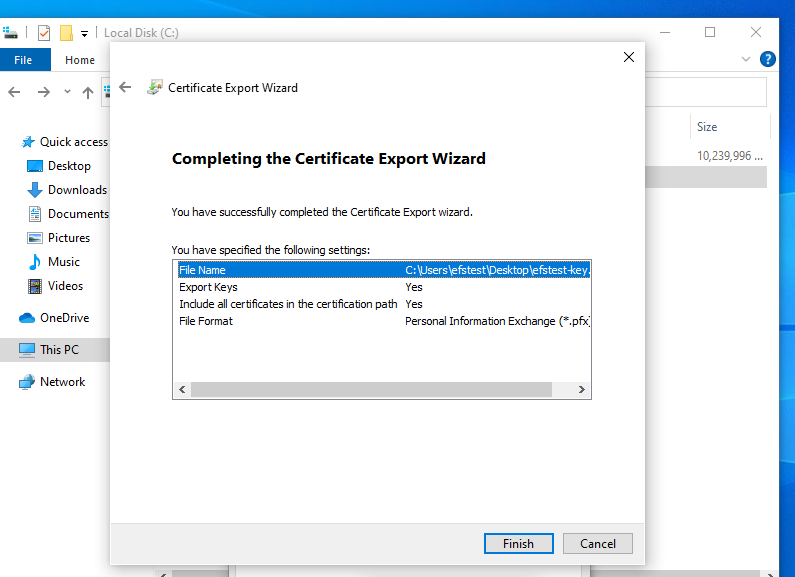 Local Disk (C:)
File
Home
Certificate Export Wizard
Size
Completing the Certificate Export Wizard
Quick access
10,239,996 ...
Desktop
Downloads
You have successfully completed the Certificate Export wizard.
Documents
Pictures
You have specified the following settings:
Music
File Name C:\Users\efstest\Desktop\efstest-key.
Videos
Export Keys Yes
Include all certificates in the certification path Yes
OneDrive
File Format Personal Information Exchange (*.pfx)
This PC
Network
Finish
Cancel